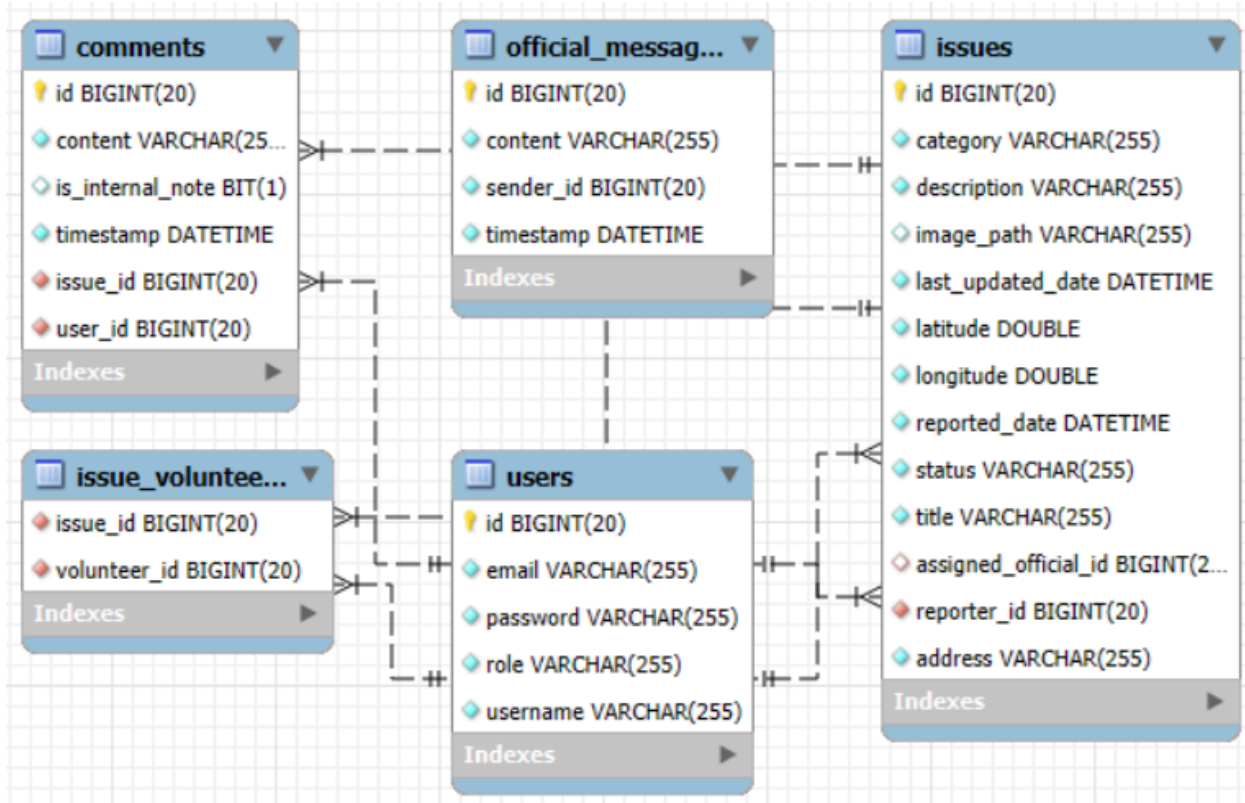 comments
id BIGINT(20)
content VARCHAR(25...
is_internal_note BIT(1)
timestamp DATETIME
issue_id BIGINT(20)
user_id BIGINT(20)
Indexes
official_messag...
id BIGINT(20)
content VARCHAR(255)
sender_id BIGINT(20)
timestamp DATETIME
Indexes
issues
id BIGINT(20)
category VARCHAR(255)
description VARCHAR(255)
image_path VARCHAR(255)
last_updated_date DATETIME
latitude DOUBLE
longitude DOUBLE
reported_date DATETIME
status VARCHAR(255)
title VARCHAR(255)
assigned_official_id BIGINT(2...
reporter_id BIGINT(20)
address VARCHAR(255)
Indexes
issue_voluntee...
issue_id BIGINT(20)
volunteer_id BIGINT(20)
Indexes
users
id BIGINT(20)
email VARCHAR(255)
password VARCHAR(255)
role VARCHAR(255)
username VARCHAR(255)
Indexes